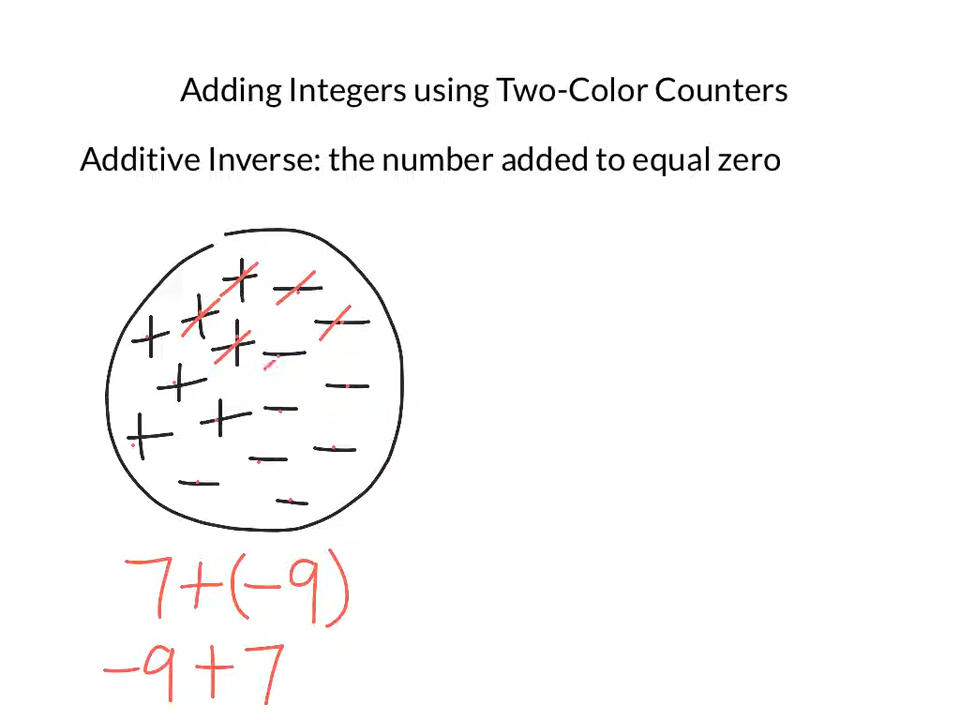 Adding Integers using Two-Color Counters
Additive Inverse: the number added to equal zero
+ -
+ -
+ + -
+ -
+ -
+ - -
-
- -
7+(-9)
-9+7